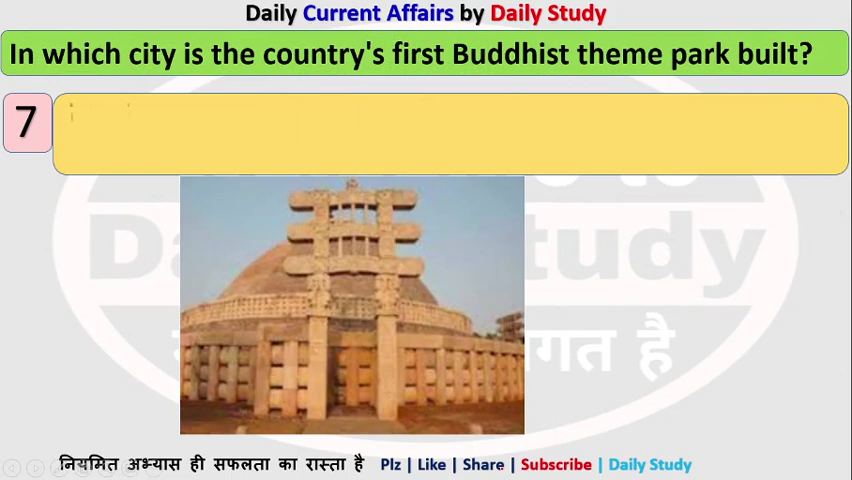 Daily Current Affairs by Daily Study
In which city is the country's first Buddhist theme park built?
7
नियमित अभ्यास ही सफलता का रास्ता है Plz | Like | Share | Subscribe | Daily Study